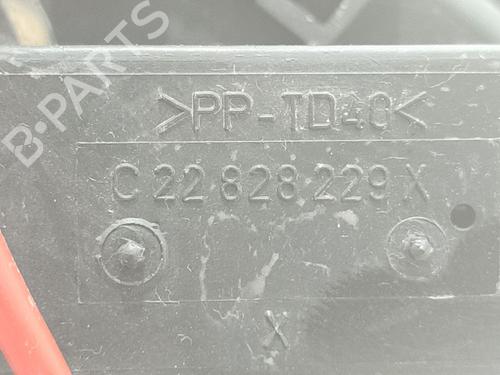 B-PARTS
>PP-TD40<
C 22 828 229 X
X